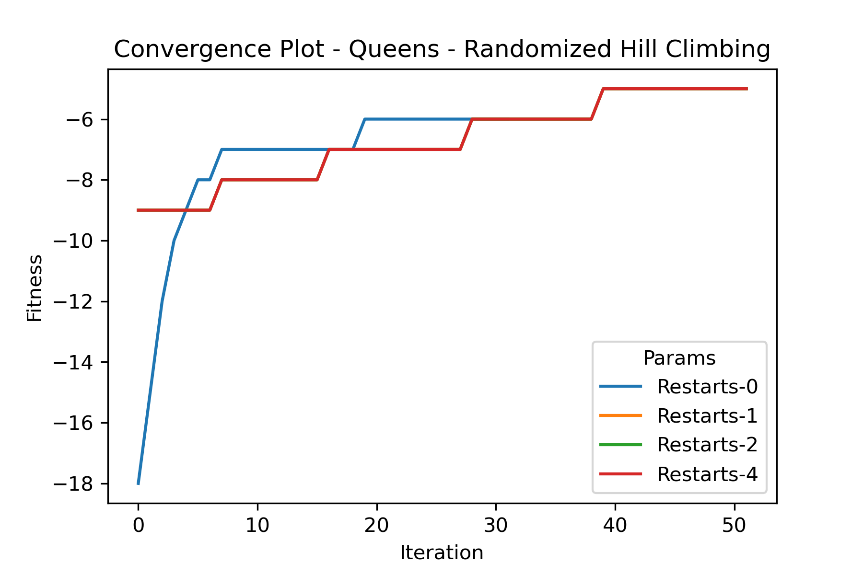 Convergence Plot - Queens - Randomized Hill Climbing
−6
−8
−10
−12
−14
−16
−18
Fitness
0 10 20 30 40 50
Iteration
Params
Restarts-0
Restarts-1
Restarts-2
Restarts-4